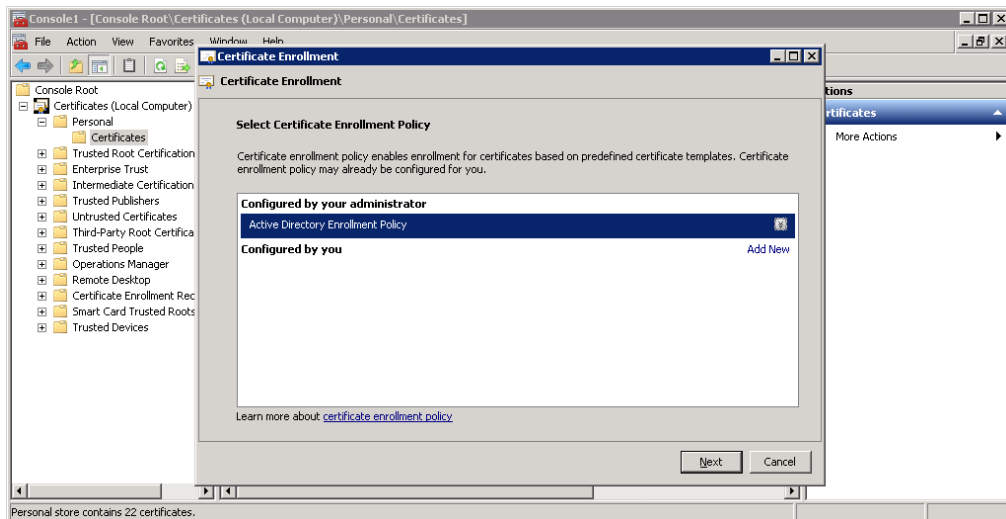 Console1 - [Console Root\Certificates (Local Computer)\Personal\Certificates]
File Action View Favorites Window Help
Certificate Enrollment
Certificate Enrollment
Console Root
Certificates (Local Computer)
Personal
Certificates
Trusted Root Certification
Enterprise Trust
Intermediate Certification
Trusted Publishers
Untrusted Certificates
Third-Party Root Certifica
Trusted People
Operations Manager
Remote Desktop
Certificate Enrollment Rec
Smart Card Trusted Roots
Trusted Devices
Select Certificate Enrollment Policy
Certificate enrollment policy enables enrollment for certificates based on predefined certificate templates. Certificate
enrollment policy may already be configured for you.
Configured by your administrator
Active Directory Enrollment Policy
Configured by you Add New
Learn more about certificate enrollment policy
Next Cancel
tions
rtificates
More Actions
Personal store contains 22 certificates.